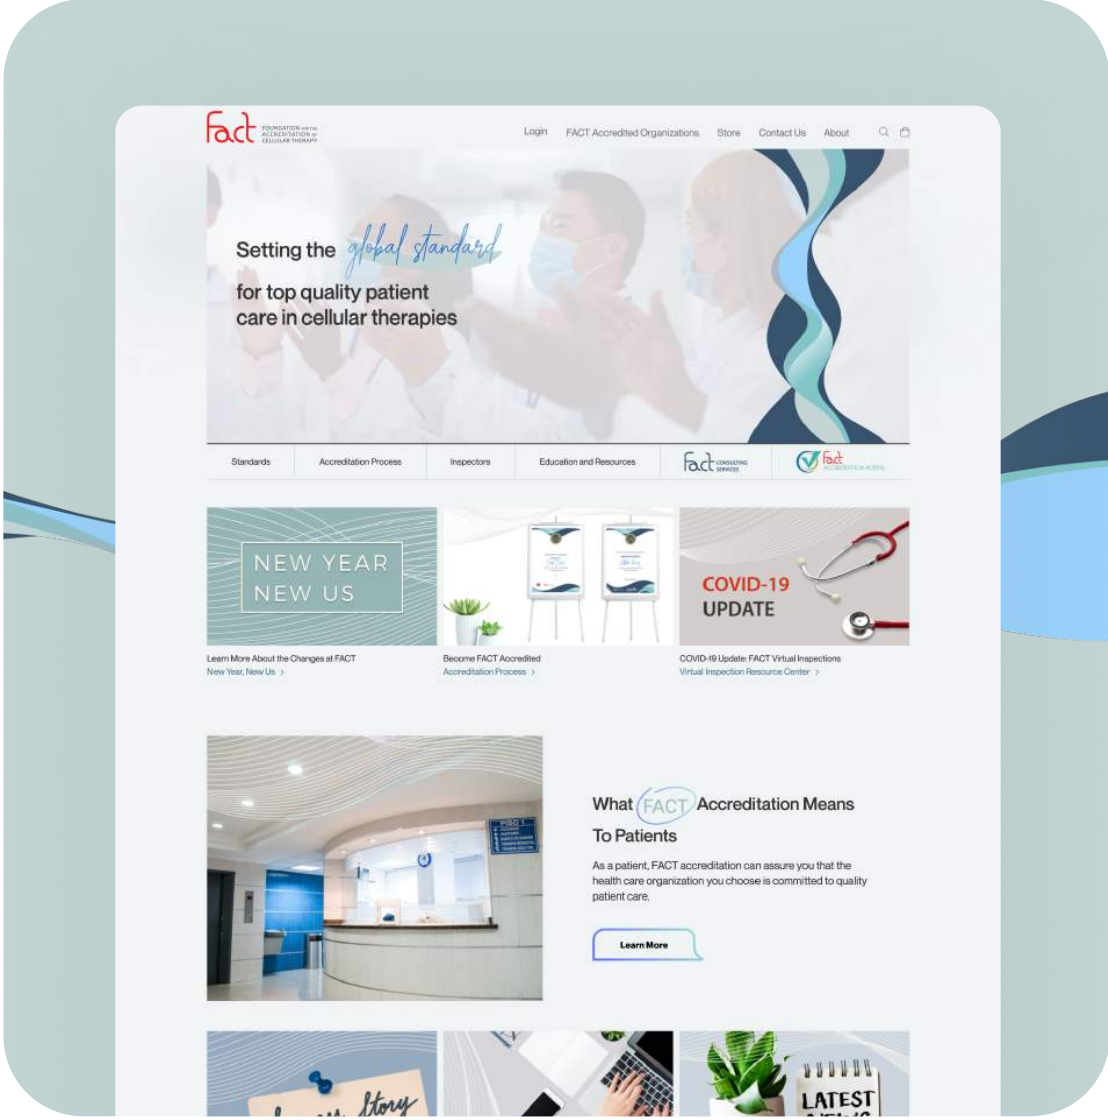 Fact
FOUNDATION FOR THE
ACCREDITATION OF
CELLULAR THERAPY
Login FACT Accredited Organizations Store Contact Us About
Setting the global standard
for top quality patient
care in cellular therapies
Standards Accreditation Process Inspectors Education and Resources
Fact CONSULTING
SERVICES
Fact
ACCREDITATION PORTAL
NEW YEAR
NEW US
COVID-19
UPDATE
Learn More About the Changes at FACT
New Year, New Us >
Become FACT Accredited
Accreditation Process >
COVID-19 Update: FACT Virtual Inspections
Virtual Inspection Resource Center >
PISO 1
What FACT Accreditation Means
To Patients
As a patient, FACT accreditation can assure you that the
health care organization you choose is committed to quality
patient care.
Learn More
Story
LATEST